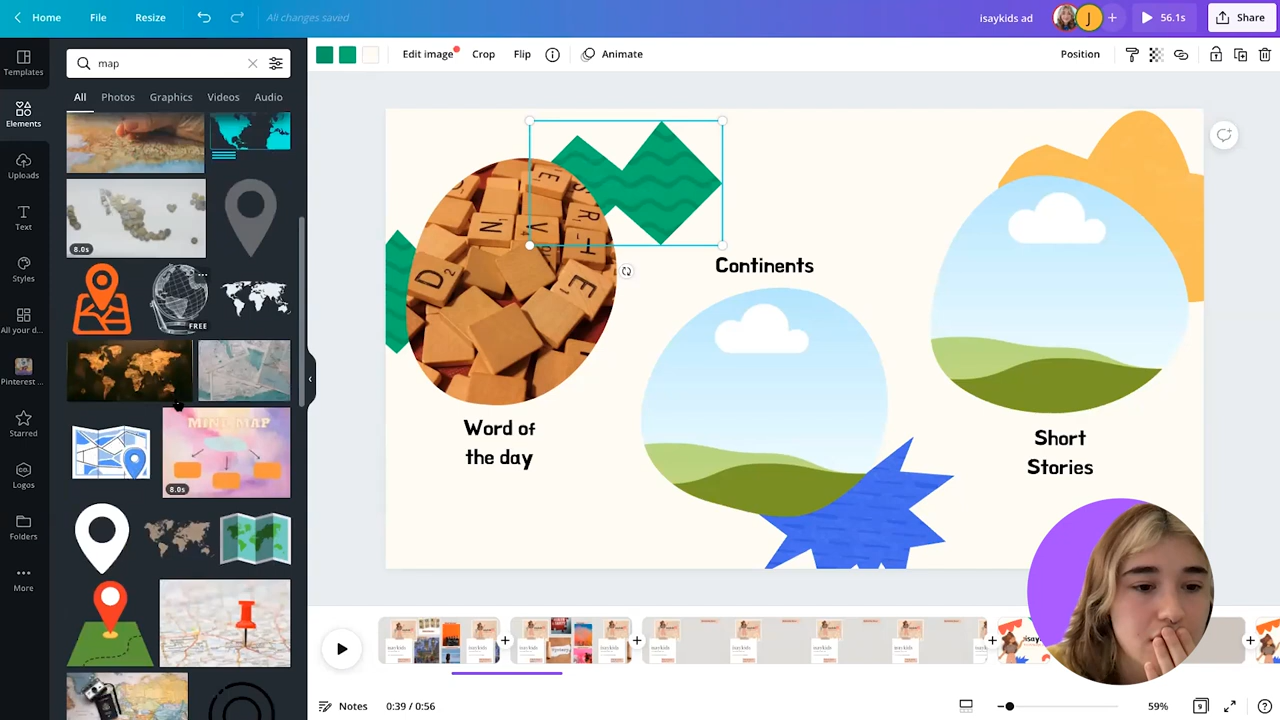 Home
File
Resize
All changes saved
isaykids ad
J
56.1s
Share
Templates
Elements
Uploads
Text
Styles
All your d...
Pinterest ...
Starred
Logos
Folders
More
map
All
Photos
Graphics
Videos
Audio
8.0s
FREE
MIND MAP
8.0s
Edit image
Crop
Flip
Animate
Position
Continents
Word of
the day
Short
Stories
Notes
0:39 / 0:56
59%
9